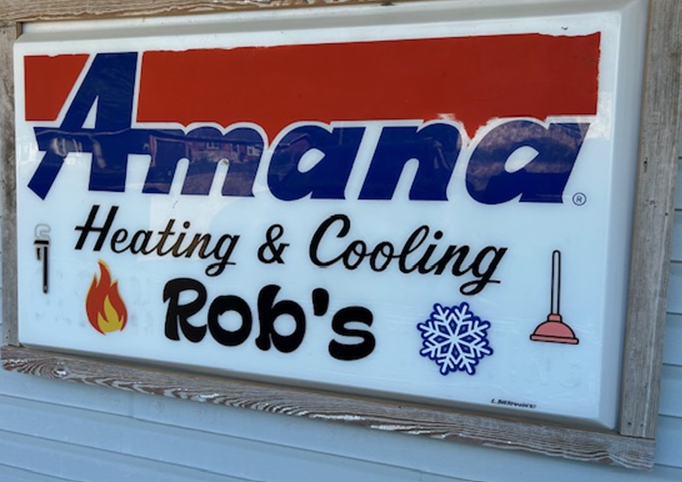 Amana®
Heating & Cooling
Rob's